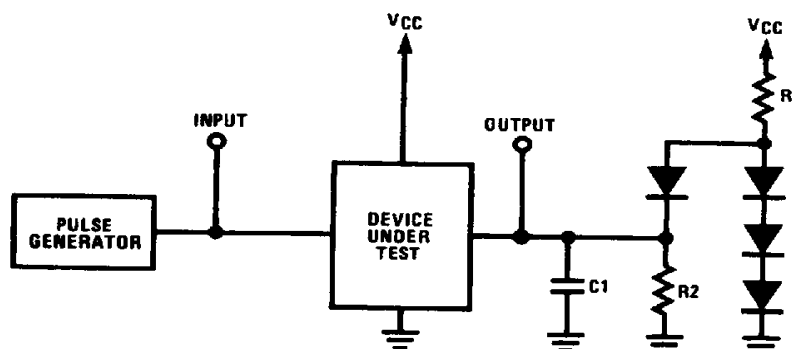 VCC
VCC
R
INPUT
OUTPUT
PULSE
GENERATOR
DEVICE
UNDER
TEST
C1
R2